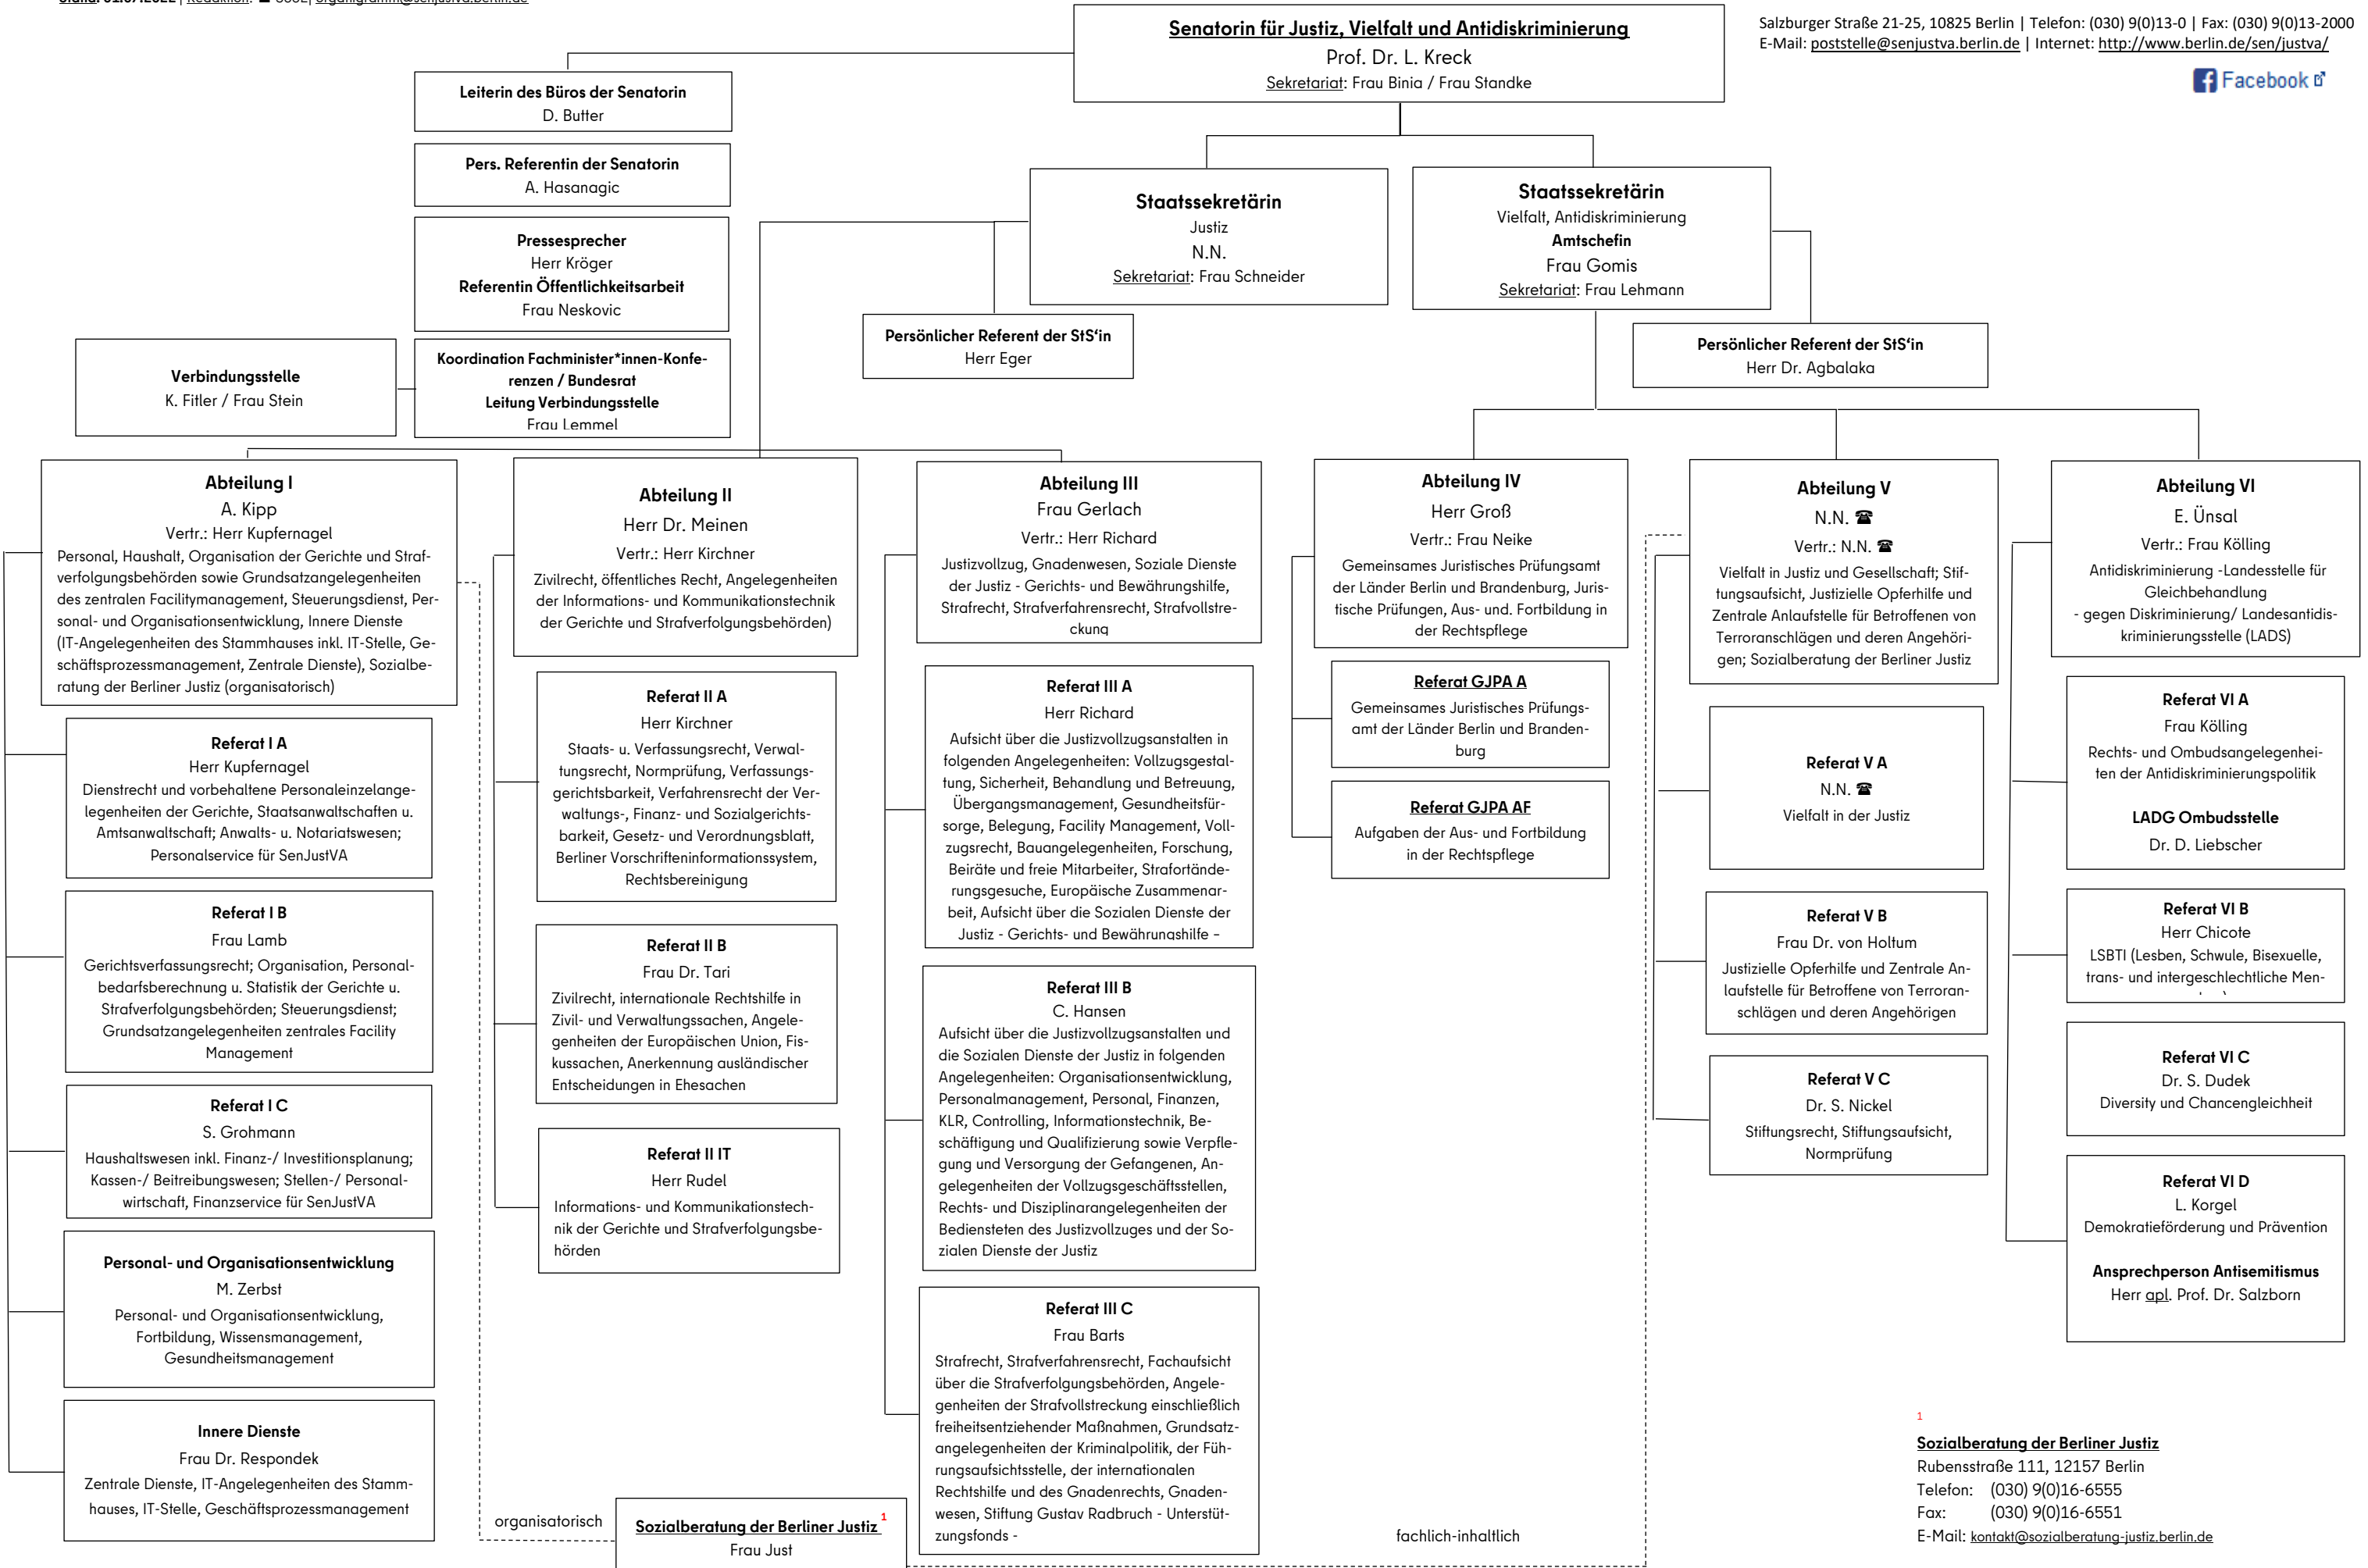 Stand: 01.07.2022 | Redaktion: ☎ 3352| organigramm@senjustva.berlin.de
Senatorin für Justiz, Vielfalt und Antidiskriminierung
Prof. Dr. L. Kreck
Sekretariat: Frau Binia / Frau Standke
Salzburger Straße 21-25, 10825 Berlin | Telefon: (030) 9(0)13-0 | Fax: (030) 9(0)13-2000
E-Mail: poststelle@senjustva.berlin.de | Internet: http://www.berlin.de/sen/justva/
Facebook
Leiterin des Büros der Senatorin
D. Butter
Pers. Referentin der Senatorin
A. Hasanagic
Pressesprecher
Herr Kröger
Referentin Öffentlichkeitsarbeit
Frau Neskovic
Verbindungsstelle
K. Fitler / Frau Stein
Koordination Fachminister*innen-Konfe-
renzen / Bundesrat
Leitung Verbindungsstelle
Frau Lemmel
Staatssekretärin
Justiz
N.N.
Sekretariat: Frau Schneider
Persönlicher Referent der StS‘in
Herr Eger
Staatssekretärin
Vielfalt, Antidiskriminierung
Amtschefin
Frau Gomis
Sekretariat: Frau Lehmann
Persönlicher Referent der StS‘in
Herr Dr. Agbalaka
Abteilung I
A. Kipp
Vertr.: Herr Kupfernagel
Personal, Haushalt, Organisation der Gerichte und Straf-
verfolgungsbehörden sowie Grundsatzangelegenheiten
des zentralen Facilitymanagement, Steuerungsdienst, Per-
sonal- und Organisationsentwicklung, Innere Dienste
(IT-Angelegenheiten des Stammhauses inkl. IT-Stelle, Ge-
schäftsprozessmanagement, Zentrale Dienste), Sozialbe-
ratung der Berliner Justiz (organisatorisch)
Referat I A
Herr Kupfernagel
Dienstrecht und vorbehaltene Personaleinzelange-
legenheiten der Gerichte, Staatsanwaltschaften u.
Amtsanwaltschaft; Anwalts- u. Notariatswesen;
Personalservice für SenJustVA
Referat I B
Frau Lamb
Gerichtsverfassungsrecht; Organisation, Personal-
bedarfsberechnung u. Statistik der Gerichte u.
Strafverfolgungsbehörden; Steuerungsdienst;
Grundsatzangelegenheiten zentrales Facility
Management
Referat I C
S. Grohmann
Haushaltswesen inkl. Finanz-/ Investitionsplanung;
Kassen-/ Beitreibungswesen; Stellen-/ Personal-
wirtschaft, Finanzservice für SenJustVA
Personal- und Organisationsentwicklung
M. Zerbst
Personal- und Organisationsentwicklung,
Fortbildung, Wissensmanagement,
Gesundheitsmanagement
Innere Dienste
Frau Dr. Respondek
Zentrale Dienste, IT-Angelegenheiten des Stamm-
hauses, IT-Stelle, Geschäftsprozessmanagement
Abteilung II
Herr Dr. Meinen
Vertr.: Herr Kirchner
Zivilrecht, öffentliches Recht, Angelegenheiten
der Informations- und Kommunikationstechnik
der Gerichte und Strafverfolgungsbehörden)
Referat II A
Herr Kirchner
Staats- u. Verfassungsrecht, Verwal-
tungsrecht, Normprüfung, Verfassungs-
gerichtsbarkeit, Verfahrensrecht der Ver-
waltungs-, Finanz- und Sozialgerichts-
barkeit, Gesetz- und Verordnungsblatt,
Berliner Vorschrifteninformationssystem,
Rechtsbereinigung
Referat II B
Frau Dr. Tari
Zivilrecht, internationale Rechtshilfe in
Zivil- und Verwaltungssachen, Angele-
genheiten der Europäischen Union, Fis-
kussachen, Anerkennung ausländischer
Entscheidungen in Ehesachen
Referat II IT
Herr Rudel
Informations- und Kommunikationstech-
nik der Gerichte und Strafverfolgungsbe-
hörden
Abteilung III
Frau Gerlach
Vertr.: Herr Richard
Justizvollzug, Gnadenwesen, Soziale Dienste
der Justiz - Gerichts- und Bewährungshilfe,
Strafrecht, Strafverfahrensrecht, Strafvollstre-
ckung
Referat III A
Herr Richard
Aufsicht über die Justizvollzugsanstalten in
folgenden Angelegenheiten: Vollzugsgestal-
tung, Sicherheit, Behandlung und Betreuung,
Übergangsmanagement, Gesundheitsfür-
sorge, Belegung, Facility Management, Voll-
zugsrecht, Bauangelegenheiten, Forschung,
Beiräte und freie Mitarbeiter, Strafortände-
rungsgesuche, Europäische Zusammenar-
beit, Aufsicht über die Sozialen Dienste der
Justiz - Gerichts- und Bewährungshilfe –
Referat III B
C. Hansen
Aufsicht über die Justizvollzugsanstalten und
die Sozialen Dienste der Justiz in folgenden
Angelegenheiten: Organisationsentwicklung,
Personalmanagement, Personal, Finanzen,
KLR, Controlling, Informationstechnik, Be-
schäftigung und Qualifizierung sowie Verpfle-
gung und Versorgung der Gefangenen, An-
gelegenheiten der Vollzugsgeschäftsstellen,
Rechts- und Disziplinarangelegenheiten der
Bediensteten des Justizvollzuges und der So-
zialen Dienste der Justiz
Referat III C
Frau Barts
Strafrecht, Strafverfahrensrecht, Fachaufsicht
über die Strafverfolgungsbehörden, Angele-
genheiten der Strafvollstreckung einschließlich
freiheitsentziehender Maßnahmen, Grundsatz-
angelegenheiten der Kriminalpolitik, der Füh-
rungsaufsichtsstelle, der internationalen
Rechtshilfe und des Gnadenrechts, Gnaden-
wesen, Stiftung Gustav Radbruch - Unterstüt-
zungsfonds -
Abteilung IV
Herr Groß
Vertr.: Frau Neike
Gemeinsames Juristisches Prüfungsamt
der Länder Berlin und Brandenburg, Juris-
tische Prüfungen, Aus- und. Fortbildung in
der Rechtspflege
Referat GJPA A
Gemeinsames Juristisches Prüfungs-
amt der Länder Berlin und Branden-
burg
Referat GJPA AF
Aufgaben der Aus- und Fortbildung
in der Rechtspflege
Abteilung V
N.N. ☎
Vertr.: N.N. ☎
Vielfalt in Justiz und Gesellschaft; Stif-
tungsaufsicht, Justizielle Opferhilfe und
Zentrale Anlaufstelle für Betroffenen von
Terroranschlägen und deren Angehöri-
gen; Sozialberatung der Berliner Justiz
Referat V A
N.N. ☎
Vielfalt in der Justiz
Referat V B
Frau Dr. von Holtum
Justizielle Opferhilfe und Zentrale An-
laufstelle für Betroffene von Terroran-
schlägen und deren Angehörigen
Referat V C
Dr. S. Nickel
Stiftungsrecht, Stiftungsaufsicht,
Normprüfung
Abteilung VI
E. Ünsal
Vertr.: Frau Kölling
Antidiskriminierung -Landesstelle für
Gleichbehandlung
- gegen Diskriminierung/ Landesantidis-
kriminierungsstelle (LADS)
Referat VI A
Frau Kölling
Rechts- und Ombudsangelegenhei-
ten der Antidiskriminierungspolitik
LADG Ombudsstelle
Dr. D. Liebscher
Referat VI B
Herr Chicote
LSBTI (Lesben, Schwule, Bisexuelle,
trans- und intergeschlechtliche Men-
Referat VI C
Dr. S. Dudek
Diversity und Chancengleichheit
Referat VI D
L. Korgel
Demokratieförderung und Prävention
Ansprechperson Antisemitismus
Herr apl. Prof. Dr. Salzborn
organisatorisch
Sozialberatung der Berliner Justiz 1
Frau Just
fachlich-inhaltlich
1
Sozialberatung der Berliner Justiz
Rubensstraße 111, 12157 Berlin
Telefon: (030) 9(0)16-6555
Fax: (030) 9(0)16-6551
E-Mail: kontakt@sozialberatung-justiz.berlin.de